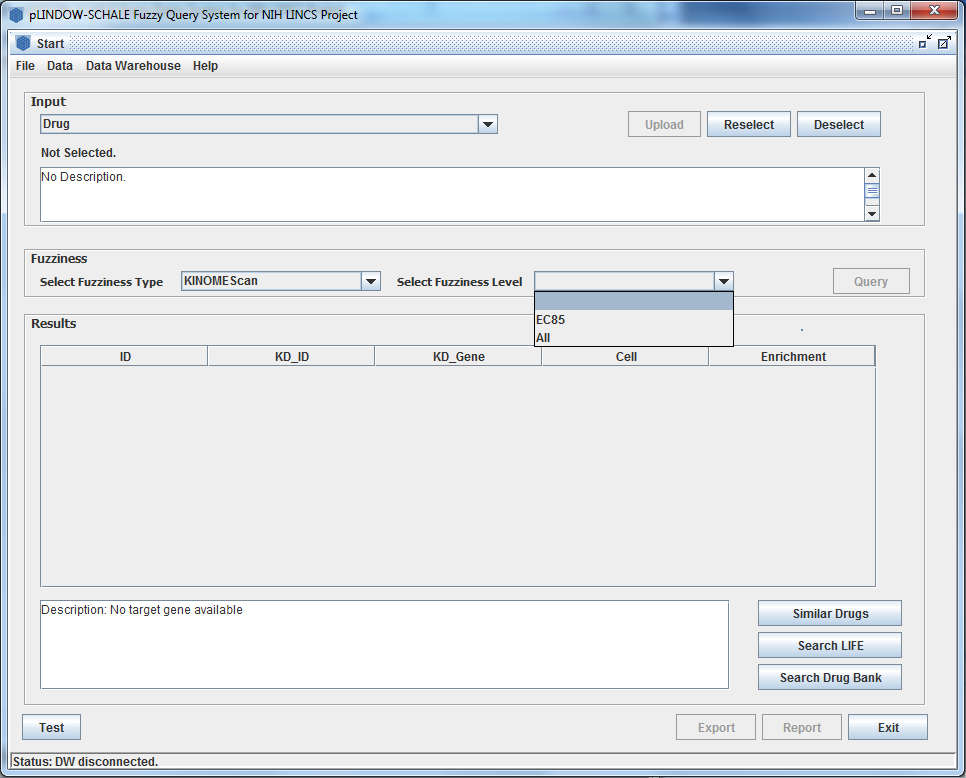 pLINDOW-SCHALE Fuzzy Query System for NIH LINCS Project
Start
File Data Data Warehouse Help
Input
Drug
Upload Reselect Deselect
Not Selected.
No Description.
Fuzziness
Select Fuzziness Type KINOMEScan Select Fuzziness Level Query
EC85
All
Results
ID KD_ID KD_Gene Cell Enrichment
Description: No target gene available
Similar Drugs
Search LIFE
Search Drug Bank
Test Export Report Exit
Status: DW disconnected.